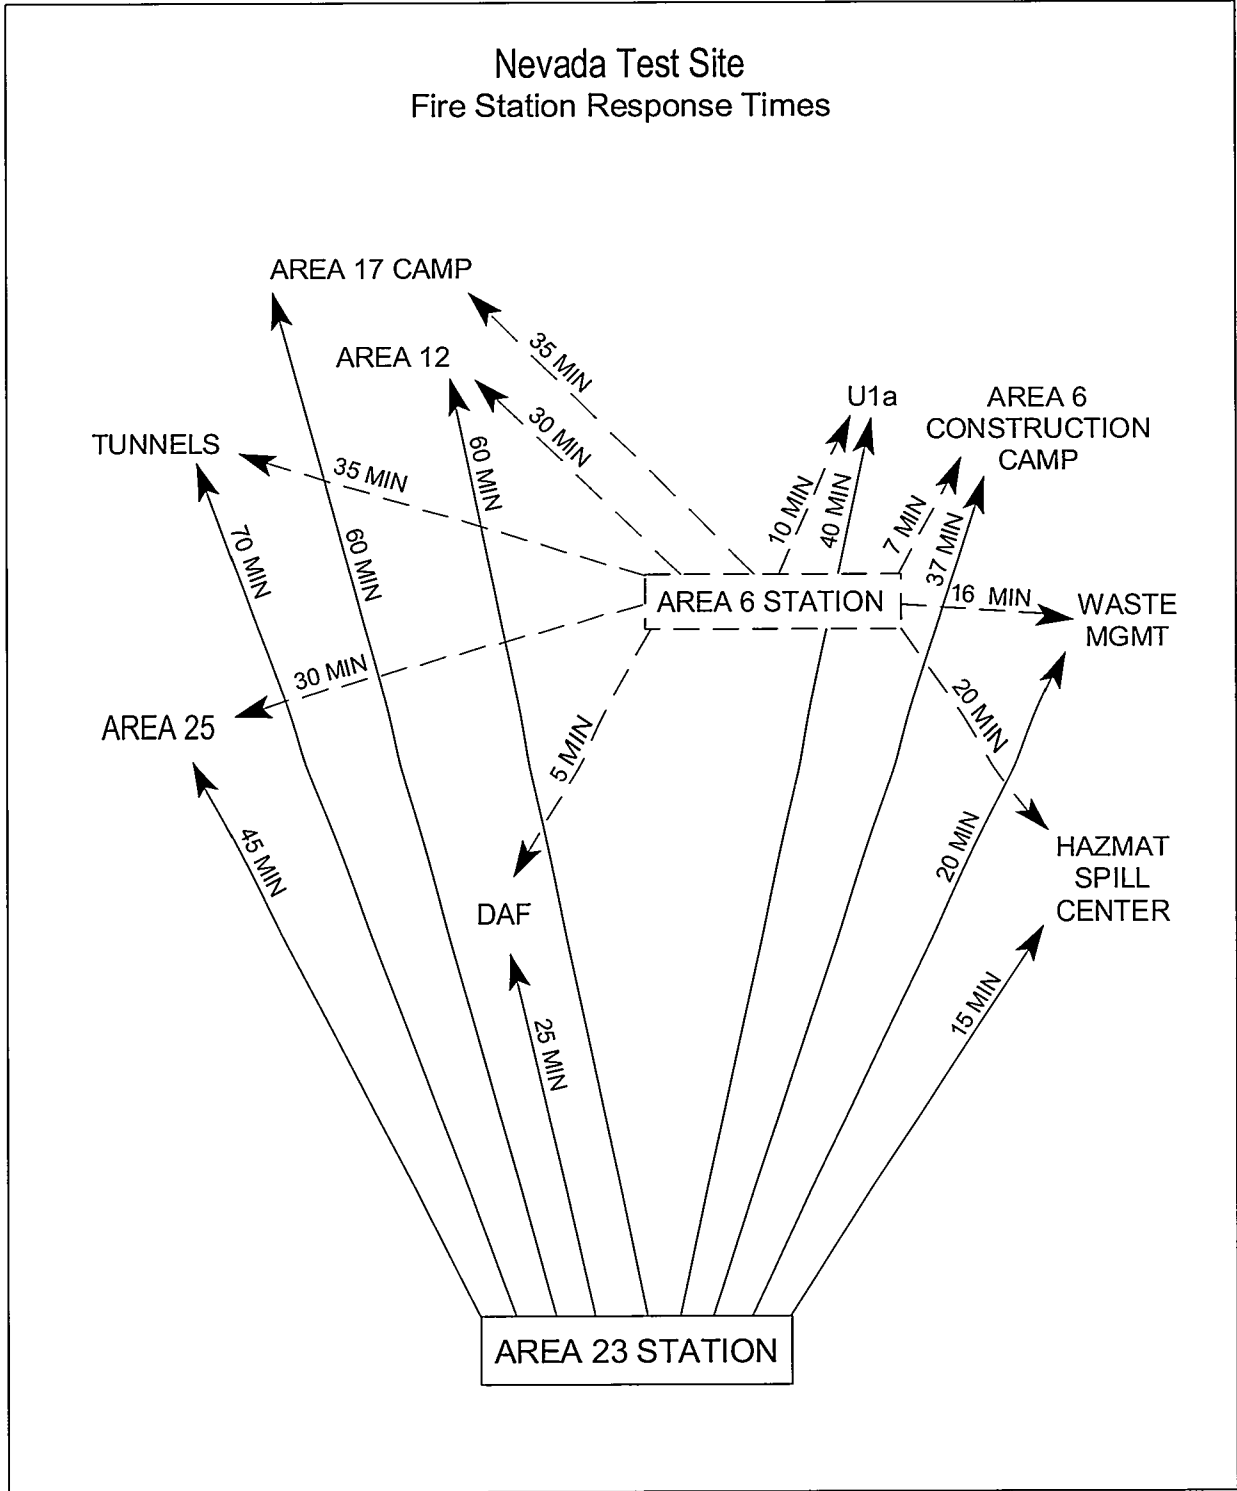 Nevada Test Site
Fire Station Response Times
AREA 17 CAMP
35 MIN
AREA 12
30 MIN
60 MIN
U1a
AREA 6
CONSTRUCTION
CAMP
TUNNELS
35 MIN
70 MIN
60 MIN
10 MIN
40 MIN
7 MIN
37 MIN
AREA 6 STATION
16 MIN
WASTE
MGMT
30 MIN
AREA 25
5 MIN
20 MIN
45 MIN
20 MIN
HAZMAT
SPILL
CENTER
DAF
25 MIN
15 MIN
AREA 23 STATION